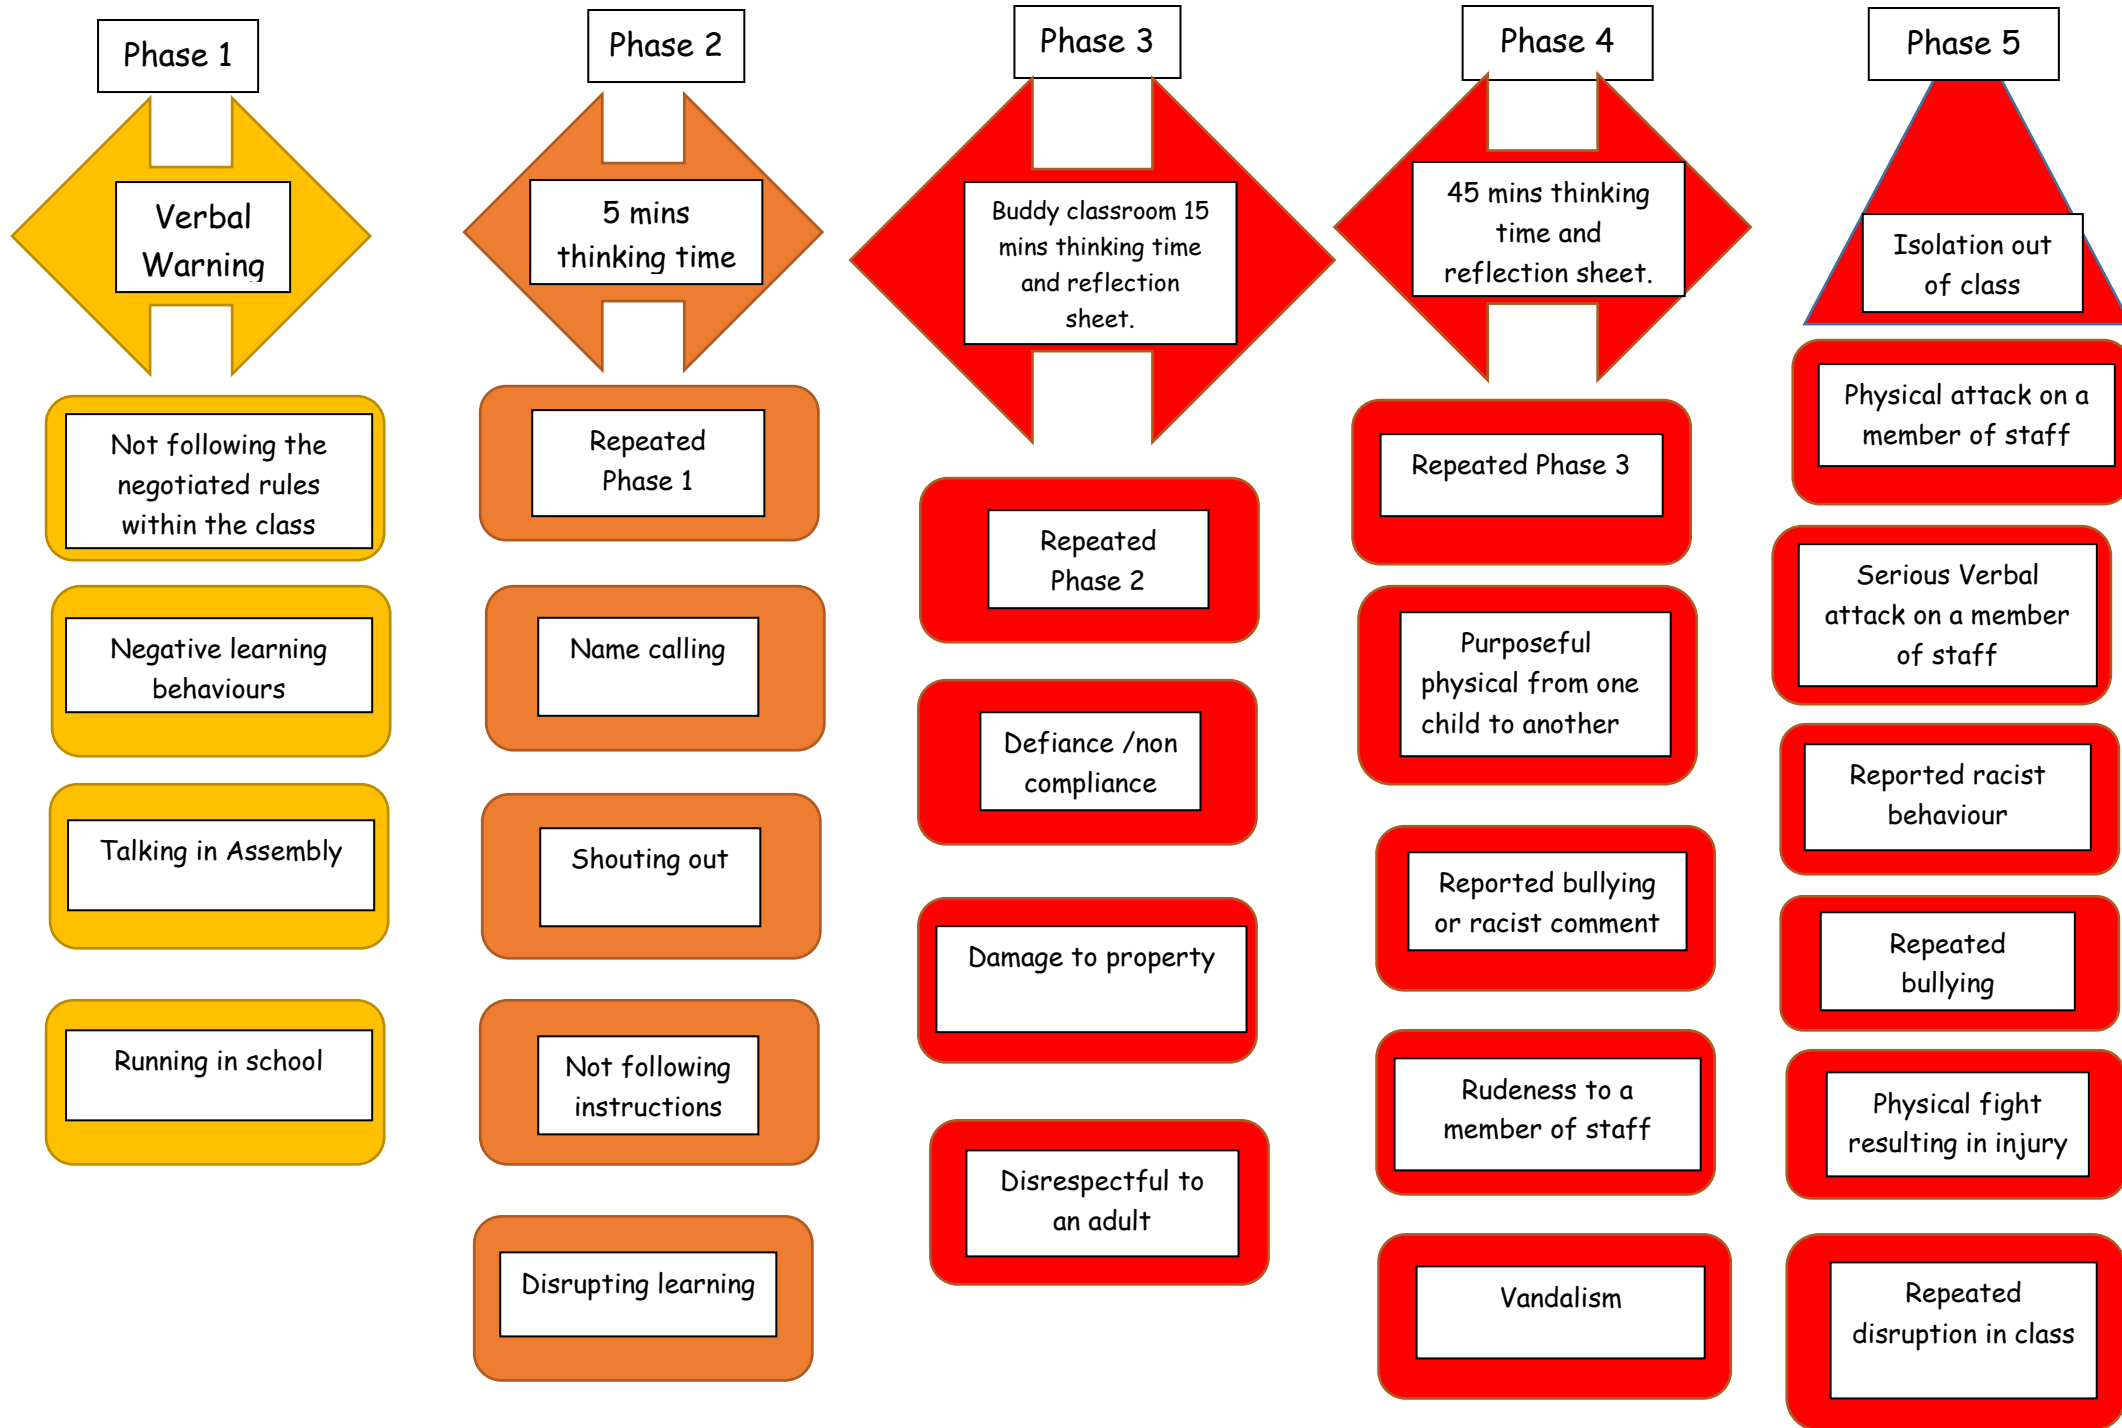 Phase 1
Verbal
Warning
Not following the
negotiated rules
within the class
Negative learning
behaviours
Talking in Assembly
Running in school
Phase 2
5 mins
thinking time
Repeated
Phase 1
Name calling
Shouting out
Not following
instructions
Disrupting learning
Phase 3
Buddy classroom 15
mins thinking time
and reflection
sheet.
Repeated
Phase 2
Defiance /non
compliance
Damage to property
Disrespectful to
an adult
Phase 4
45 mins thinking
time and
reflection sheet.
Repeated Phase 3
Purposeful
physical from one
child to another
Reported bullying
or racist comment
Rudeness to a
member of staff
Vandalism
Phase 5
Isolation out
of class
Physical attack on a
member of staff
Serious Verbal
attack on a member
of staff
Reported racist
behaviour
Repeated
bullying
Physical fight
resulting in injury
Repeated
disruption in class